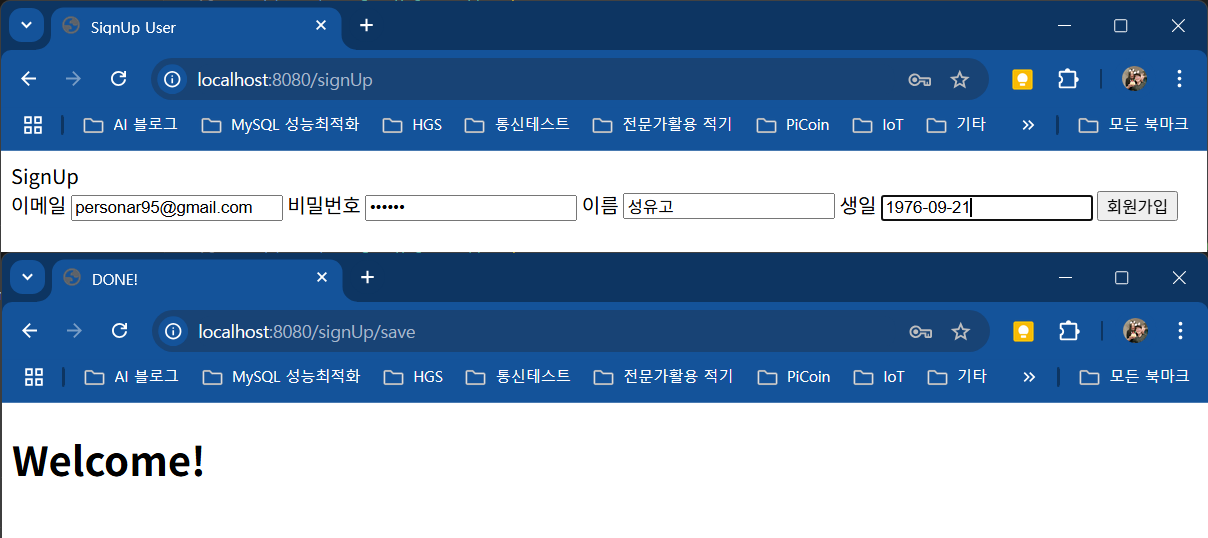 SignUp User
localhost:8080/signUp
AI 블로그 MySQL 성능최적화 HGS 통신테스트 전문가활용 적기 PiCoin IoT 기타 » 모든 북마크
SignUp
이메일 personar95@gmail.com 비밀번호 •••••• 이름 성유고 생일 1976-09-21 회원가입
DONE!
localhost:8080/signUp/save
AI 블로그 MySQL 성능최적화 HGS 통신테스트 전문가활용 적기 PiCoin IoT 기타 » 모든 북마크
Welcome!